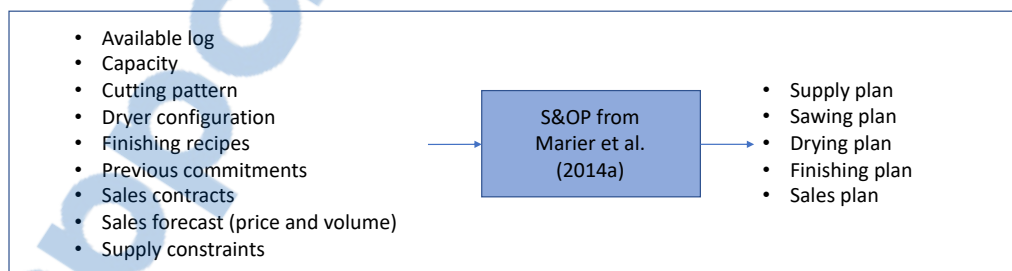 • Available log
• Capacity
• Cutting pattern
• Dryer configuration
• Finishing recipes
• Previous commitments
• Sales contracts
• Sales forecast (price and volume)
• Supply constraints
S&OP from
Marier et al.
(2014a)
• Supply plan
• Sawing plan
• Drying plan
• Finishing plan
• Sales plan